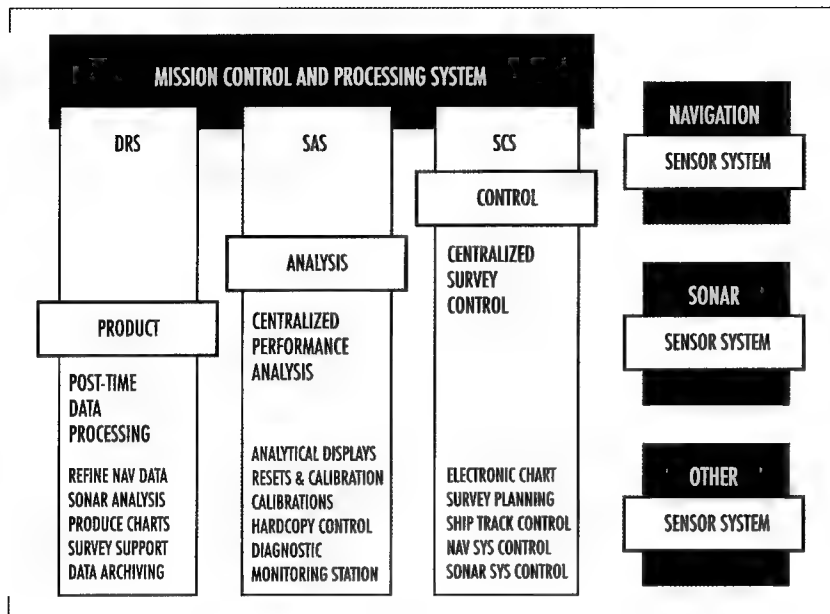 MISSION CONTROL AND PROCESSING SYSTEM
DRS
PRODUCT
POST-TIME
DATA
PROCESSING
REFINE NAV DATA
SONAR ANALYSIS
PRODUCE CHARTS
SURVEY SUPPORT
DATA ARCHIVING
SAS
ANALYSIS
CENTRALIZED
PERFORMANCE
ANALYSIS
ANALYTICAL DISPLAYS
RESETS & CALIBRATION
CALIBRATIONS
HARDCOPY CONTROL
DIAGNOSTIC
MONITORING STATION
SCS
CONTROL
CENTRALIZED
SURVEY
CONTROL
ELECTRONIC CHART
SURVEY PLANNING
SHIP TRACK CONTROL
NAV SYS CONTROL
SONAR SYS CONTROL
NAVIGATION
SENSOR SYSTEM
SONAR
SENSOR SYSTEM
OTHER
SENSOR SYSTEM